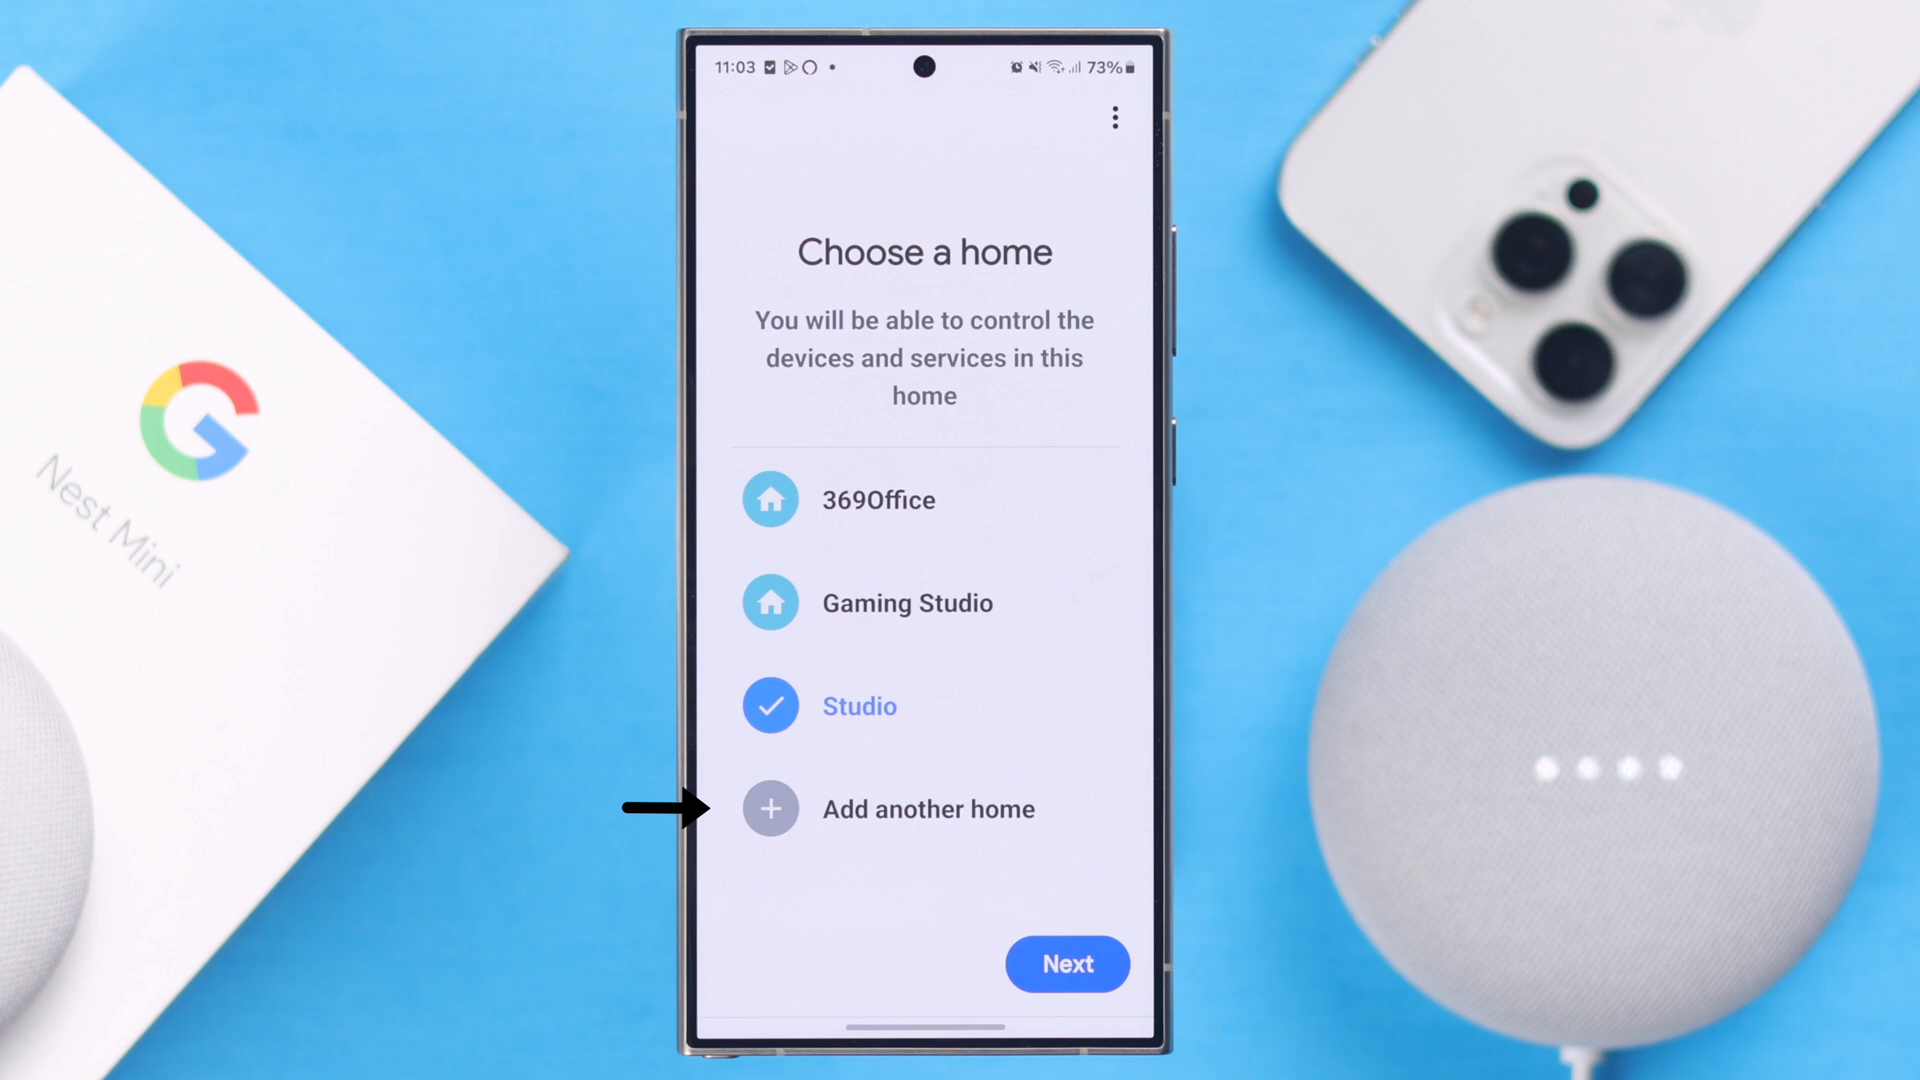 11:03
73%
Choose a home
You will be able to control the
devices and services in this
home
369Office
Gaming Studio
Studio
Add another home
Next
G
Nest Mini